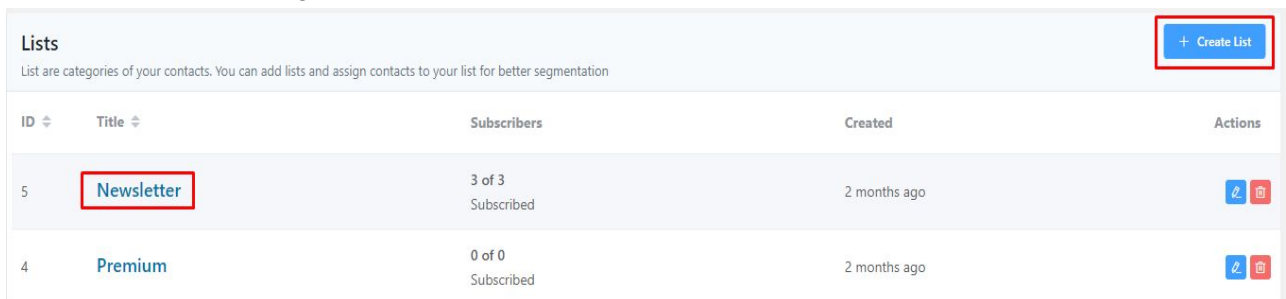 Lists
+ Create List
List are categories of your contacts. You can add lists and assign contacts to your list for better segmentation
ID Title Subscribers Created Actions
5 Newsletter 3 of 3 Subscribed 2 months ago
4 Premium 0 of 0 Subscribed 2 months ago